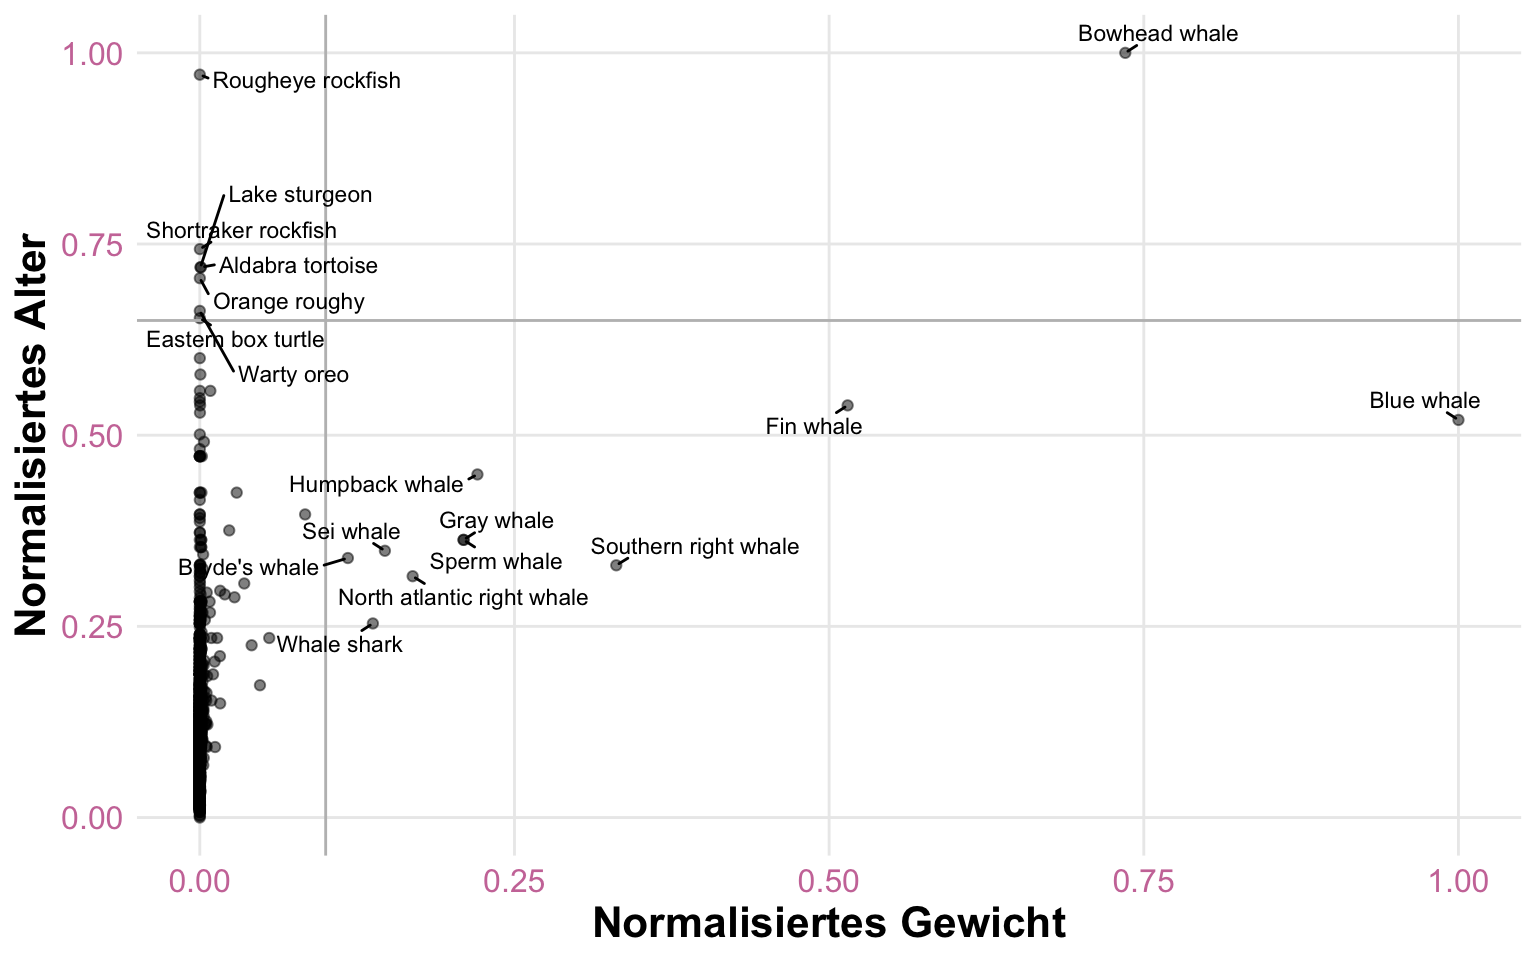 Bowhead whale
1.00
Rougheye rockfish
Lake sturgeon
Shortraker rockfish
0.75
Aldabra tortoise
Orange roughy
Eastern box turtle
Warty oreo
Blue whale
Fin whale
0.50
Humpback whale
Gray whale
Sei whale
Southern right whale
Sperm whale
Bryde's whale
North atlantic right whale
0.25
Whale shark
0.00
Normalisiertes Alter
0.00 0.25 0.50 0.75 1.00
Normalisiertes Gewicht